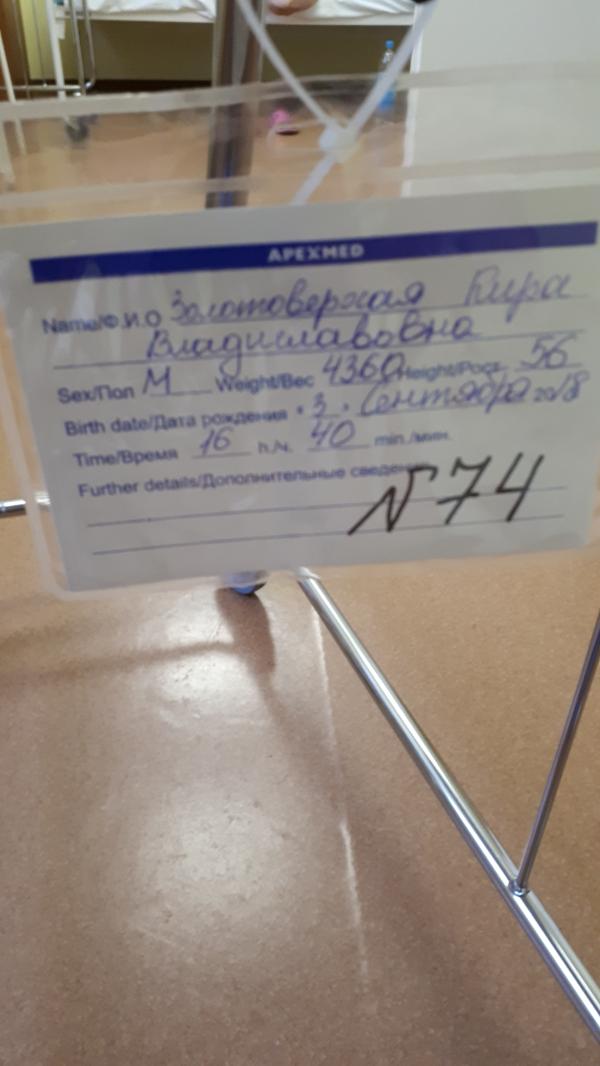 APEXMED
Name/Ф.И.О Золотоверхая Кира
Владиславовна
Sex/Пол М Weight/Вес 4360 Height/Рост 56
Birth date/Дата рождения "3" Сентября 2018
Time/Время 16 h./ч. 40 min./мин.
Further details/Дополнительные сведения
N 74